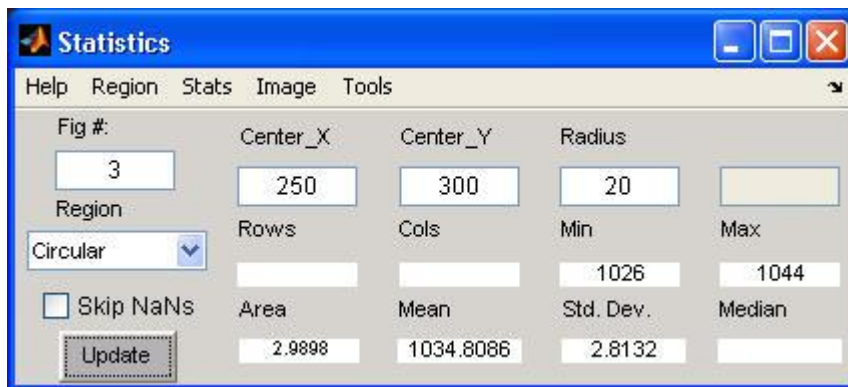 Statistics
Help Region Stats Image Tools
Fig #: Center_X Center_Y Radius
3 250 300 20
Region Rows Cols Min Max
Circular 1026 1044
Skip NaNs Area Mean Std. Dev. Median
Update 2.9898 1034.8086 2.8132